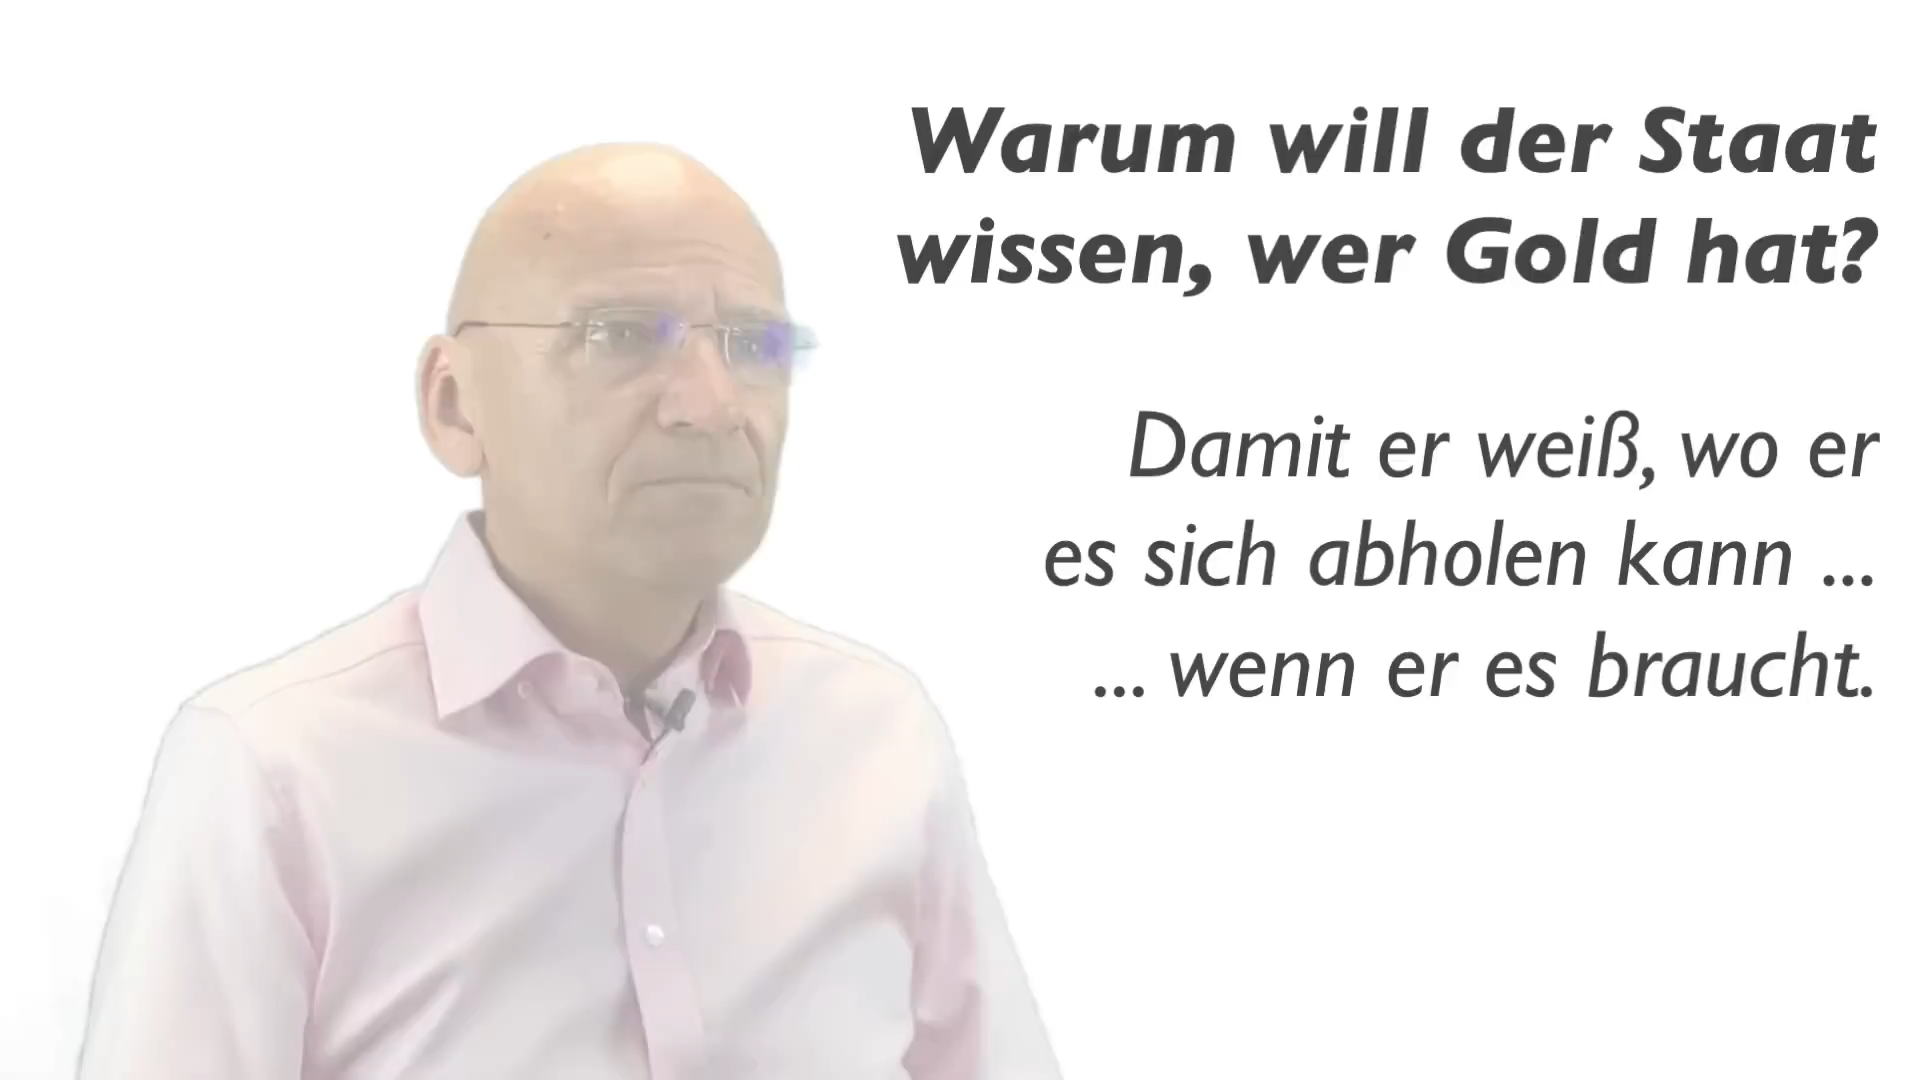 Warum will der Staat
wissen, wer Gold hat?
Damit er weiß, wo er
es sich abholen kann ...
... wenn er es braucht.